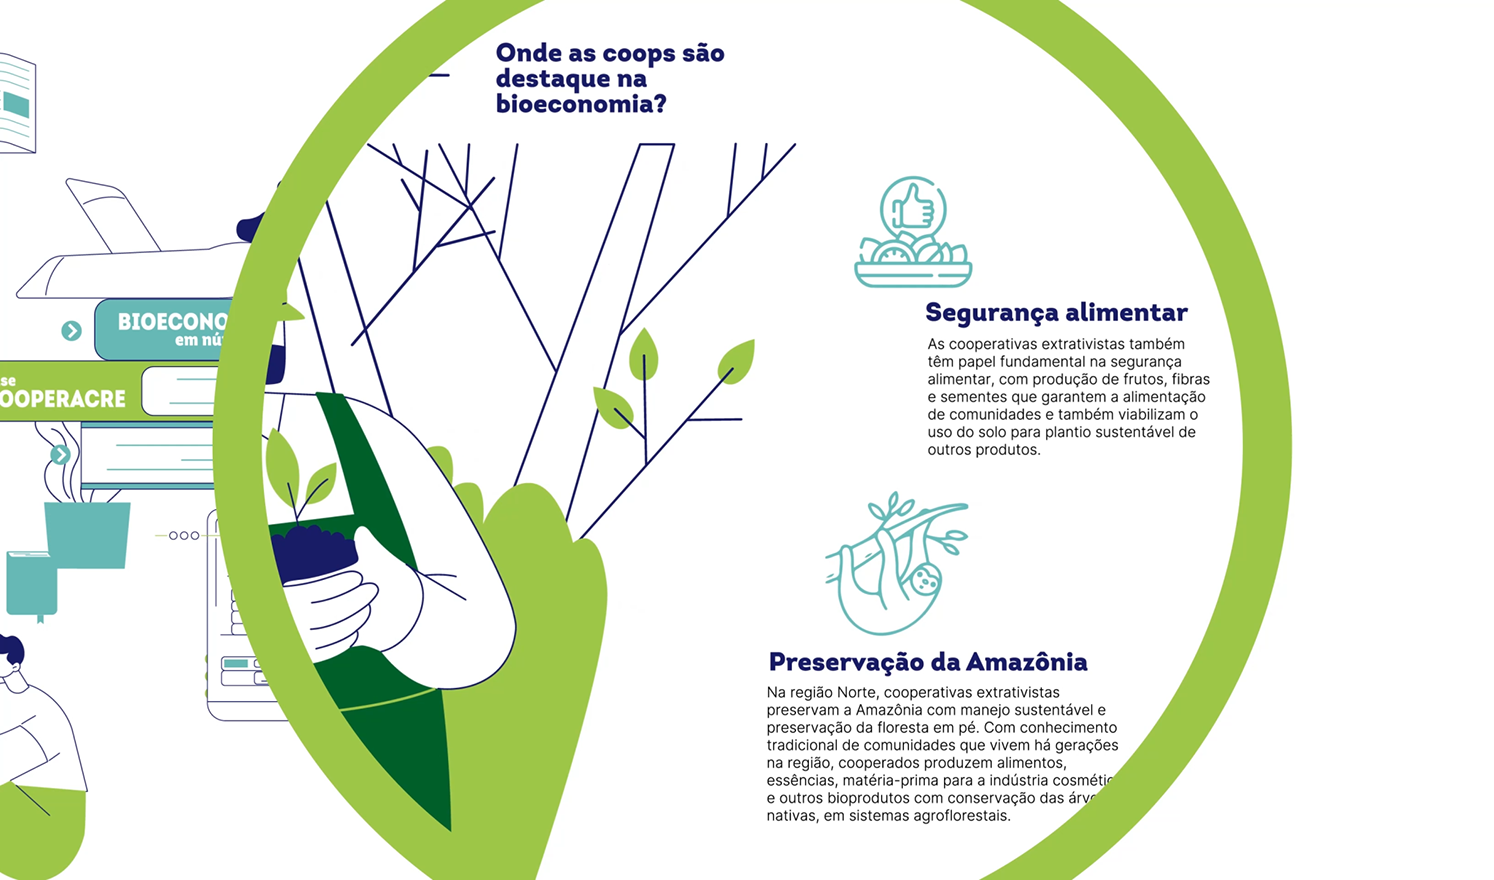 Onde as coops são
destaque na
bioeconomia?
Segurança alimentar
As cooperativas extrativistas também
têm papel fundamental na segurança
alimentar, com produção de frutos, fibras
e sementes que garantem a alimentação
de comunidades e também viabilizam o
uso do solo para plantio sustentável de
outros produtos.
Preservação da Amazônia
Na região Norte, cooperativas extrativistas
preservam a Amazônia com manejo sustentável e
preservação da floresta em pé. Com conhecimento
tradicional de comunidades que vivem há gerações
na região, cooperados produzem alimentos,
essências, matéria-prima para a indústria cosmétic
e outros bioprodutos com conservação das árv
nativas, em sistemas agroflorestais.
BIOECONO
em nú
se
OOPERACRE